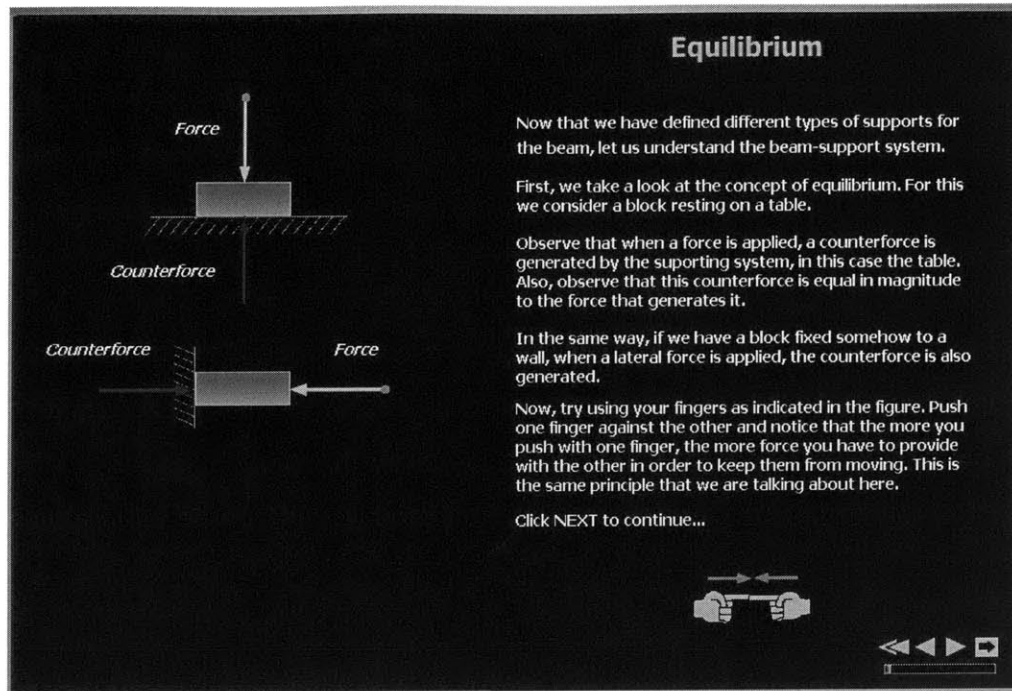 Equilibrium
Force
Counterforce
Counterforce
Force
Now that we have defined different types of supports for
the beam, let us understand the beam-support system.
First, we take a look at the concept of equilibrium. For this
we consider a block resting on a table.
Observe that when a force is applied, a counterforce is
generated by the suporting system, in this case the table.
Also, observe that this counterforce is equal in magnitude
to the force that generates it.
In the same way, if we have a block fixed somehow to a
wall, when a lateral force is applied, the counterforce is also
generated.
Now, try using your fingers as indicated in the figure. Push
one finger against the other and notice that the more you
push with one finger, the more force you have to provide
with the other in order to keep them from moving. This is
the same principle that we are talking about here.
Click NEXT to continue...